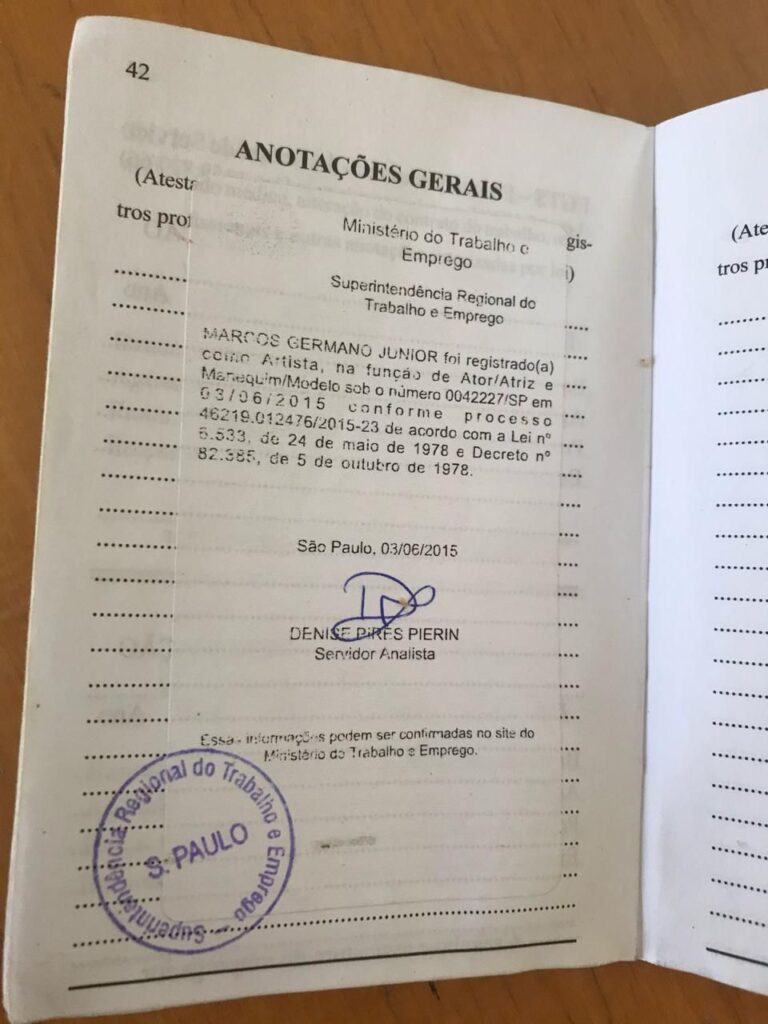 42
ANOTAÇÕES GERAIS
(Atesta
tros prof
gis-
)
Ministério do Trabalho e
Emprego
Superintendência Regional do
Trabalho e Emprego
MARCOS GERMANO JUNIOR foi registrado(a)
como Artista, na função de Ator/Atriz e
Manequim/Modelo sob o número 0042227/SP em
03/06/2015 conforme processo
46219.012476/2015-23 de acordo com a Lei nº
6.533, de 24 de maio de 1978 e Decreto nº
82.385, de 5 de outubro de 1978.
São Paulo, 03/06/2015
DENISE PIRES PIERIN
Servidor Analista
Essas informações podem ser confirmadas no site do
Ministério do Trabalho e Emprego.
Superintendência Regional do Trabalho e Emprego
S. PAULO
(Ate
tros pr